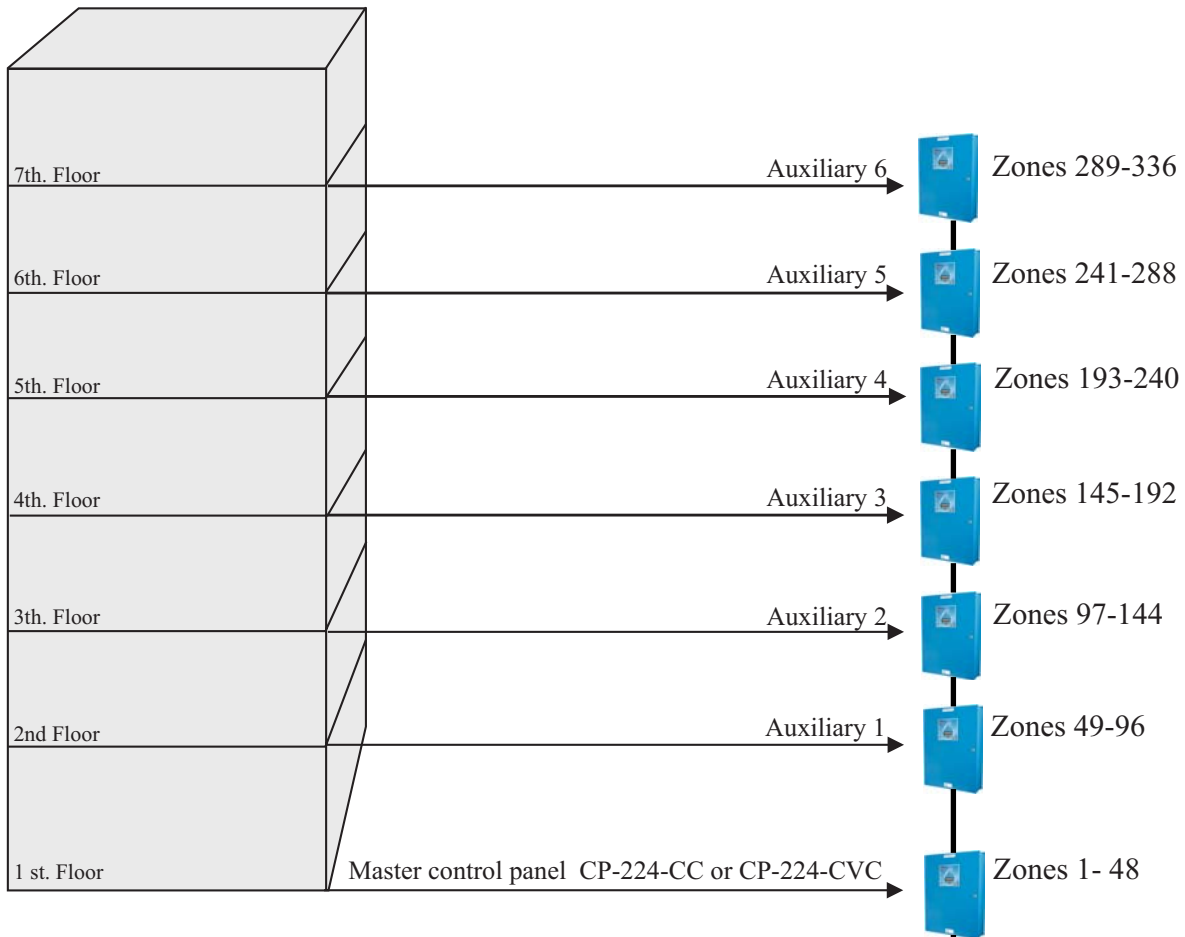 7th. Floor
Auxiliary 6
Zones 289-336
6th. Floor
Auxiliary 5
Zones 241-288
5th. Floor
Auxiliary 4
Zones 193-240
4th. Floor
Auxiliary 3
Zones 145-192
3th. Floor
Auxiliary 2
Zones 97-144
2nd Floor
Auxiliary 1
Zones 49-96
1 st. Floor
Master control panel CP-224-CC or CP-224-CVC
Zones 1- 48